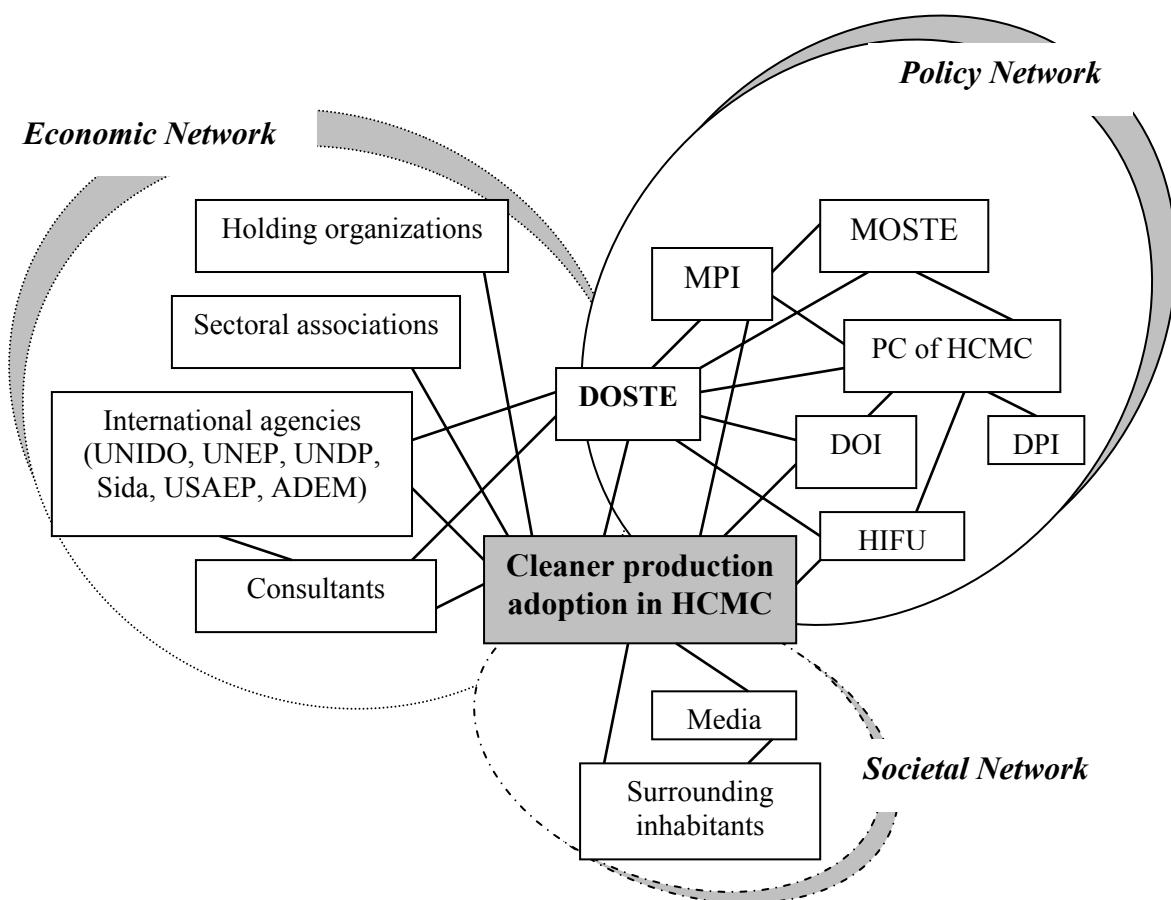 Policy Network
Economic Network
Holding organizations
MOSTE
MPI
Sectoral associations
PC of HCMC
DOSTE
International agencies
(UNIDO, UNEP, UNDP,
Sida, USAEP, ADEM)
DOI
DPI
HIFU
Consultants
Cleaner production
adoption in HCMC
Media
Societal Network
Surrounding
inhabitants